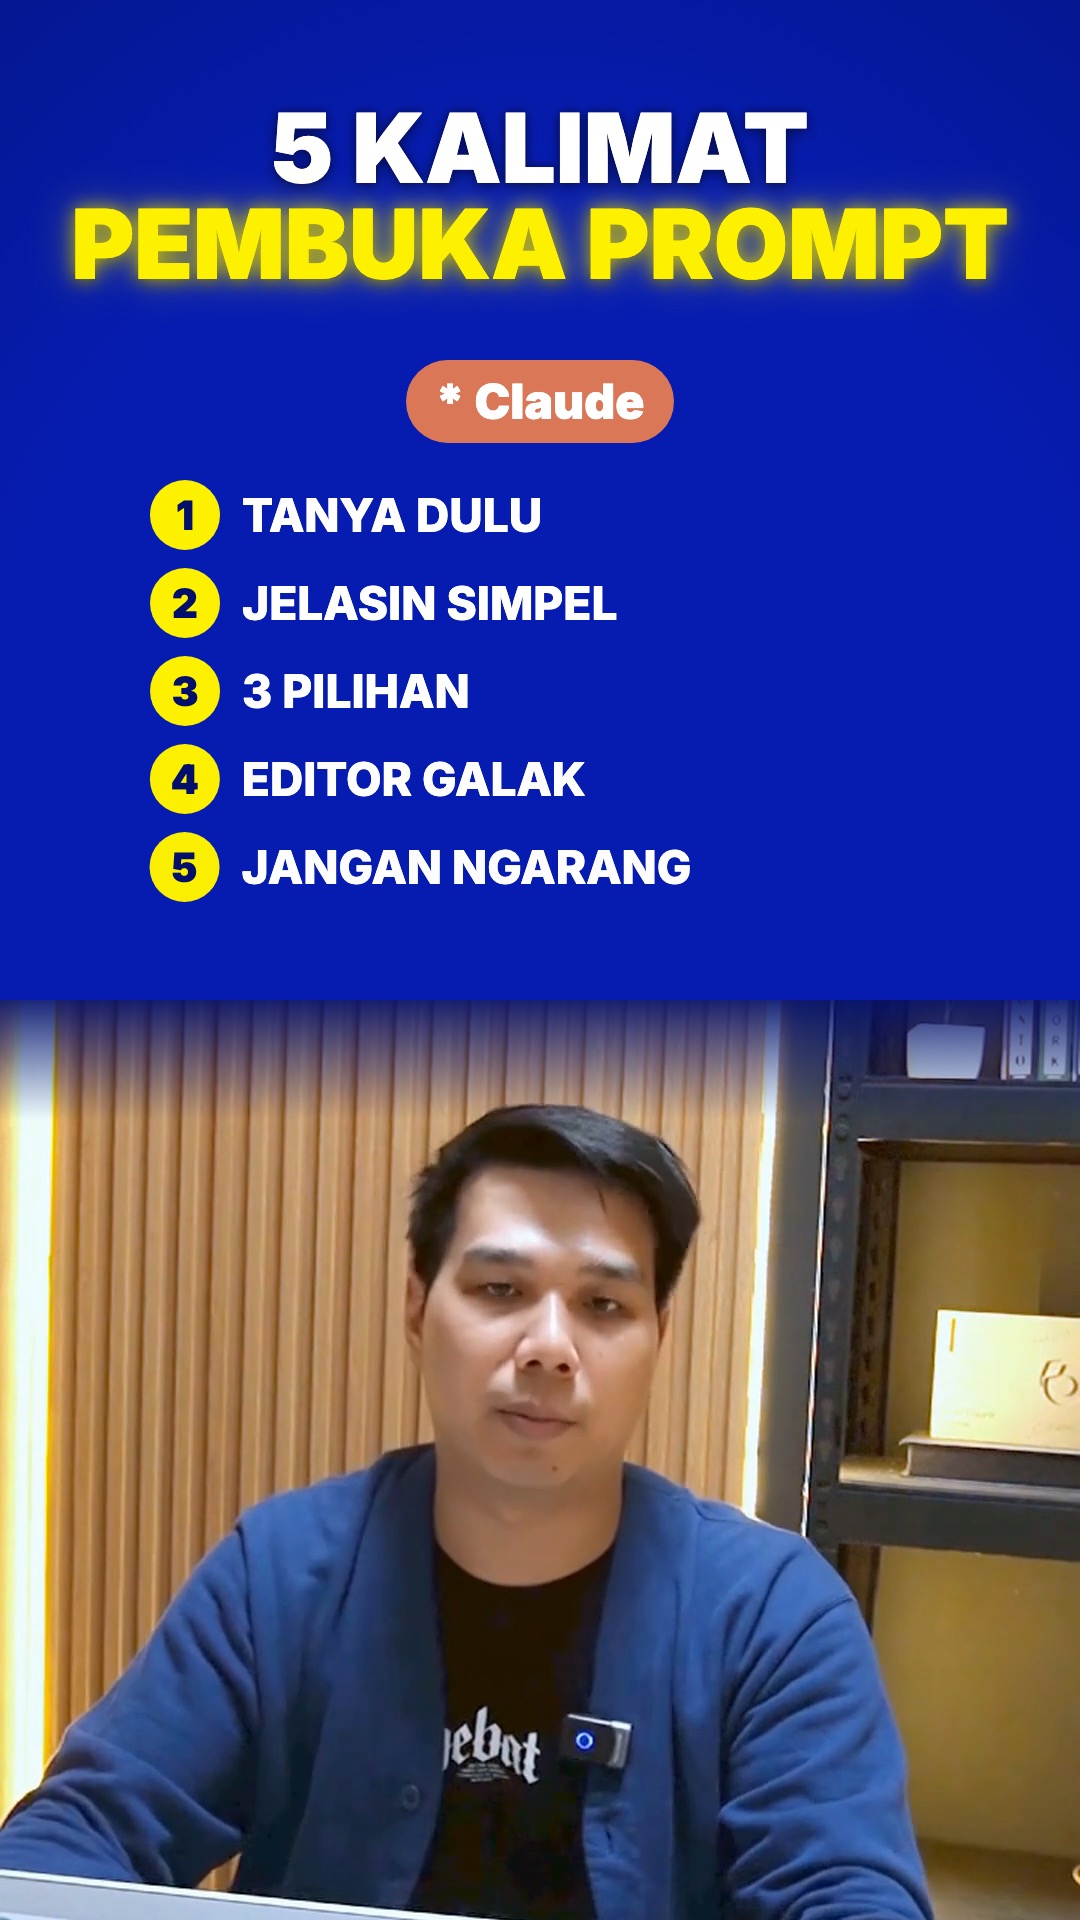 5 KALIMAT
PEMBUKA PROMPT
* Claude
1 TANYA DULU
2 JELASIN SIMPEL
3 3 PILIHAN
4 EDITOR GALAK
5 JANGAN NGARANG